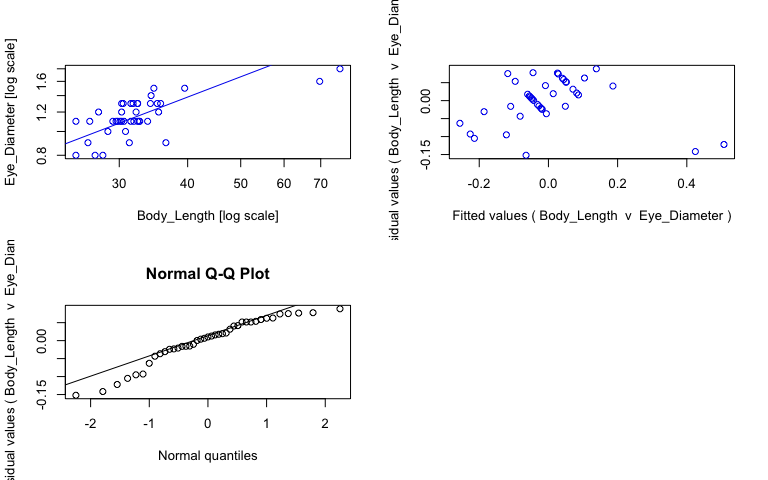 Eye_Diameter [log scale]
0.8 1.2 1.6
30 40 50 60 70
Body_Length [log scale]
sidual values ( Body_Length v Eye_Dian
-0.15 0.00
-0.2 0.0 0.2 0.4
Fitted values ( Body_Length v Eye_Diameter )
Normal Q-Q Plot
sidual values ( Body_Length v Eye_Dian
-0.15 0.00
-2 -1 0 1 2
Normal quantiles